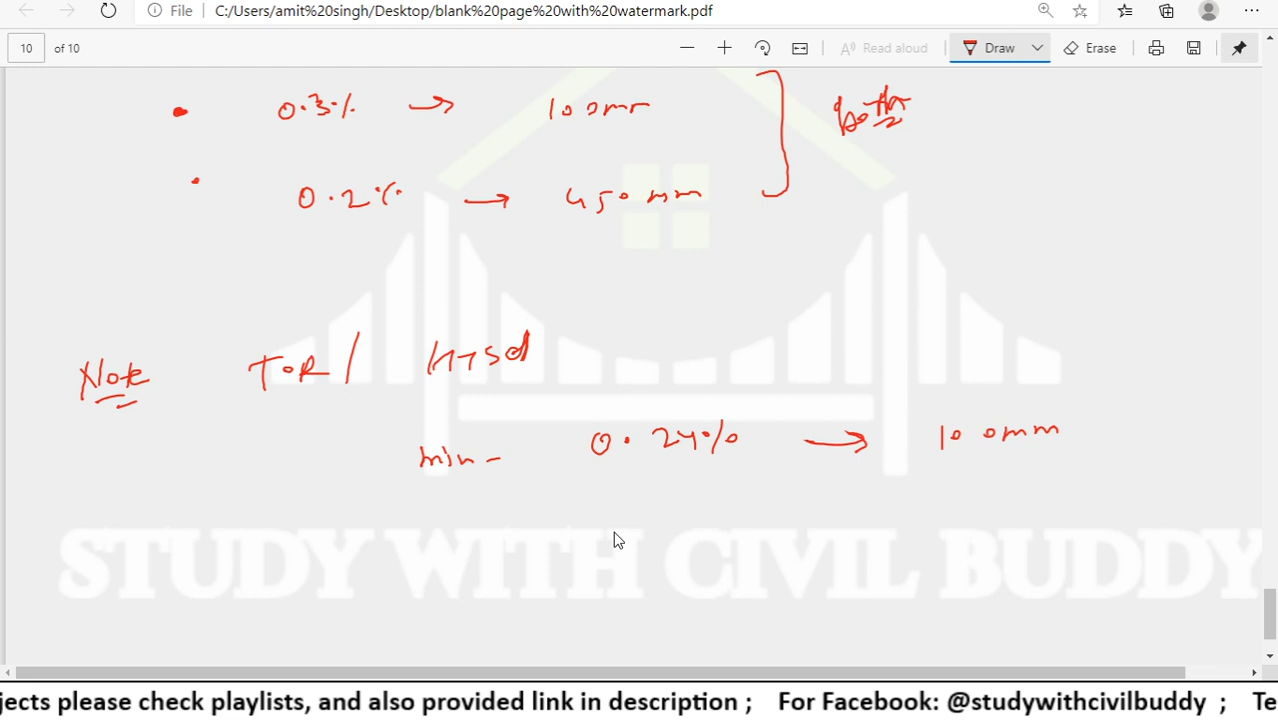 File C:/Users/amit%20singh/Desktop/blank%20page%20with%20watermark.pdf
10 of 10 Read aloud Draw Erase
0.3% → 100mm
both
0.2% → 450mm
Note TOR/ HYSD
min - 0.24% → 100mm
STUDY WITH CIVIL BUDDY
jects please check playlists, and also provided link in description ; For Facebook: @studywithcivilbuddy ; Te